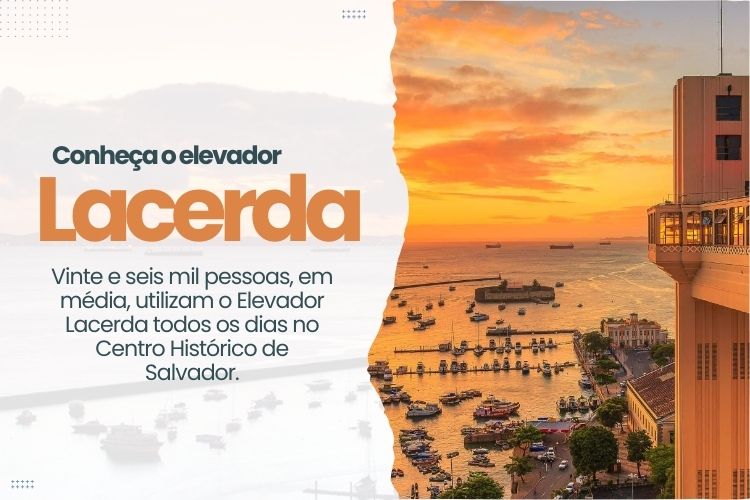 Conheça o elevador
Lacerda
Vinte e seis mil pessoas, em
média, utilizam o Elevador
Lacerda todos os dias no
Centro Histórico de
Salvador.